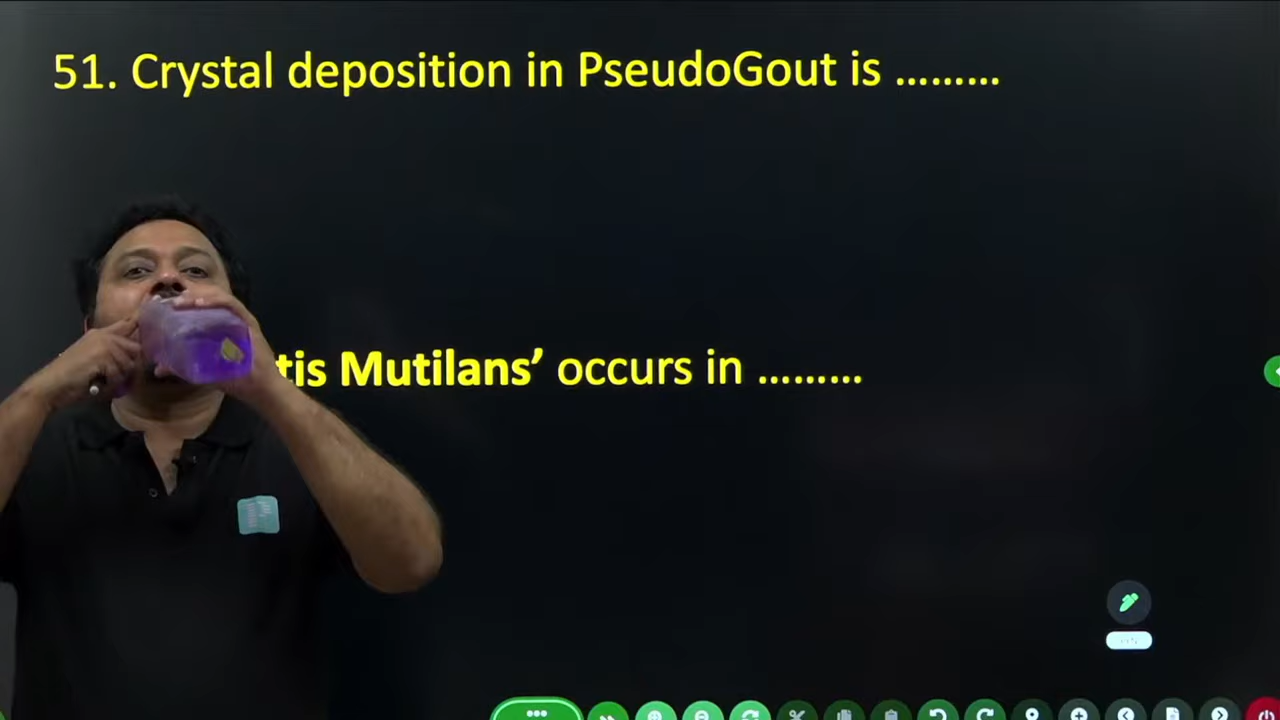 51. Crystal deposition in PseudoGout is .........
tis Mutilans’ occurs in .........